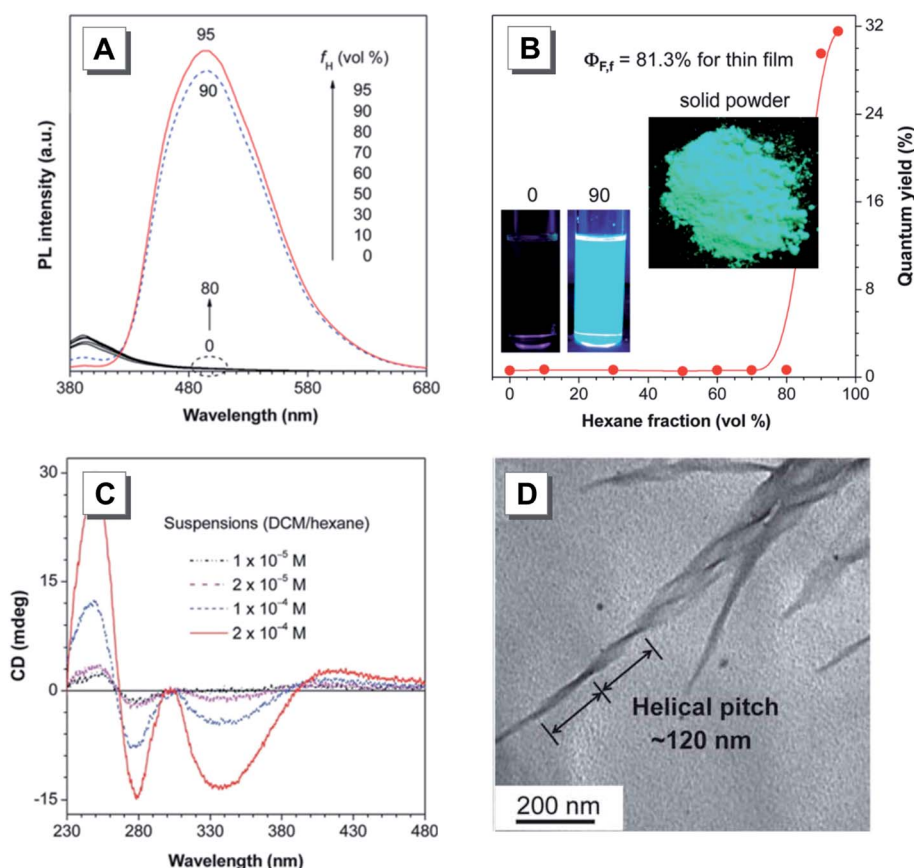 A
PL intensity (a.u.)
95
90
f_H (vol %)
95
95
90
80
70
60
50
30
10
0
80
0
380 480 580 680
Wavelength (nm)
B
Φ_F,f = 81.3% for thin film
solid powder
0 90
32
24
16
8
0
Quantum yield (%)
0 20 40 60 80 100
Hexane fraction (vol %)
C
CD (mdeg)
30
15
0
-15
Suspensions (DCM/hexane)
1 x 10⁻⁵ M
2 x 10⁻⁵ M
1 x 10⁻⁴ M
2 x 10⁻⁴ M
230 280 330 380 430 480
Wavelength (nm)
D
Helical pitch
~120 nm
200 nm